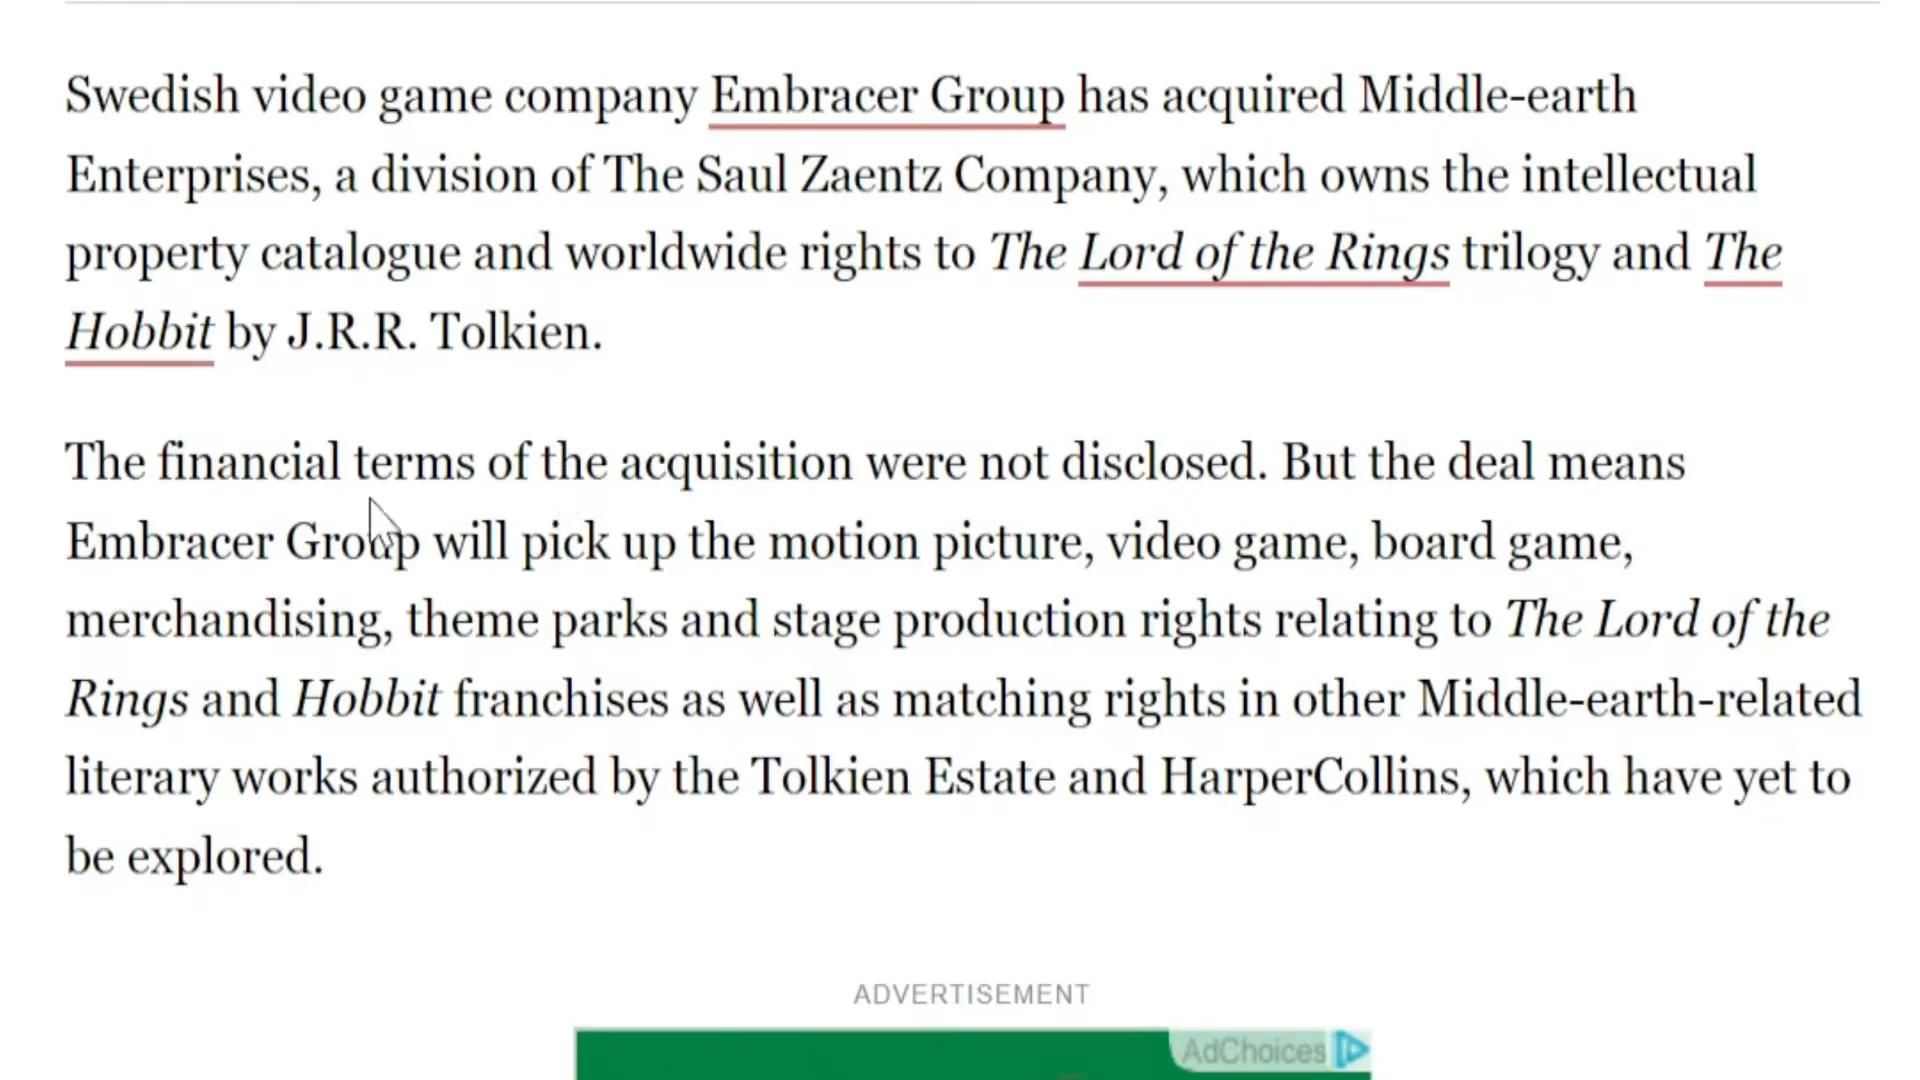 Swedish video game company Embracer Group has acquired Middle-earth
Enterprises, a division of The Saul Zaentz Company, which owns the intellectual
property catalogue and worldwide rights to The Lord of the Rings trilogy and The
Hobbit by J.R.R. Tolkien.
The financial terms of the acquisition were not disclosed. But the deal means
Embracer Group will pick up the motion picture, video game, board game,
merchandising, theme parks and stage production rights relating to The Lord of the
Rings and Hobbit franchises as well as matching rights in other Middle-earth-related
literary works authorized by the Tolkien Estate and HarperCollins, which have yet to
be explored.
ADVERTISEMENT
AdChoices